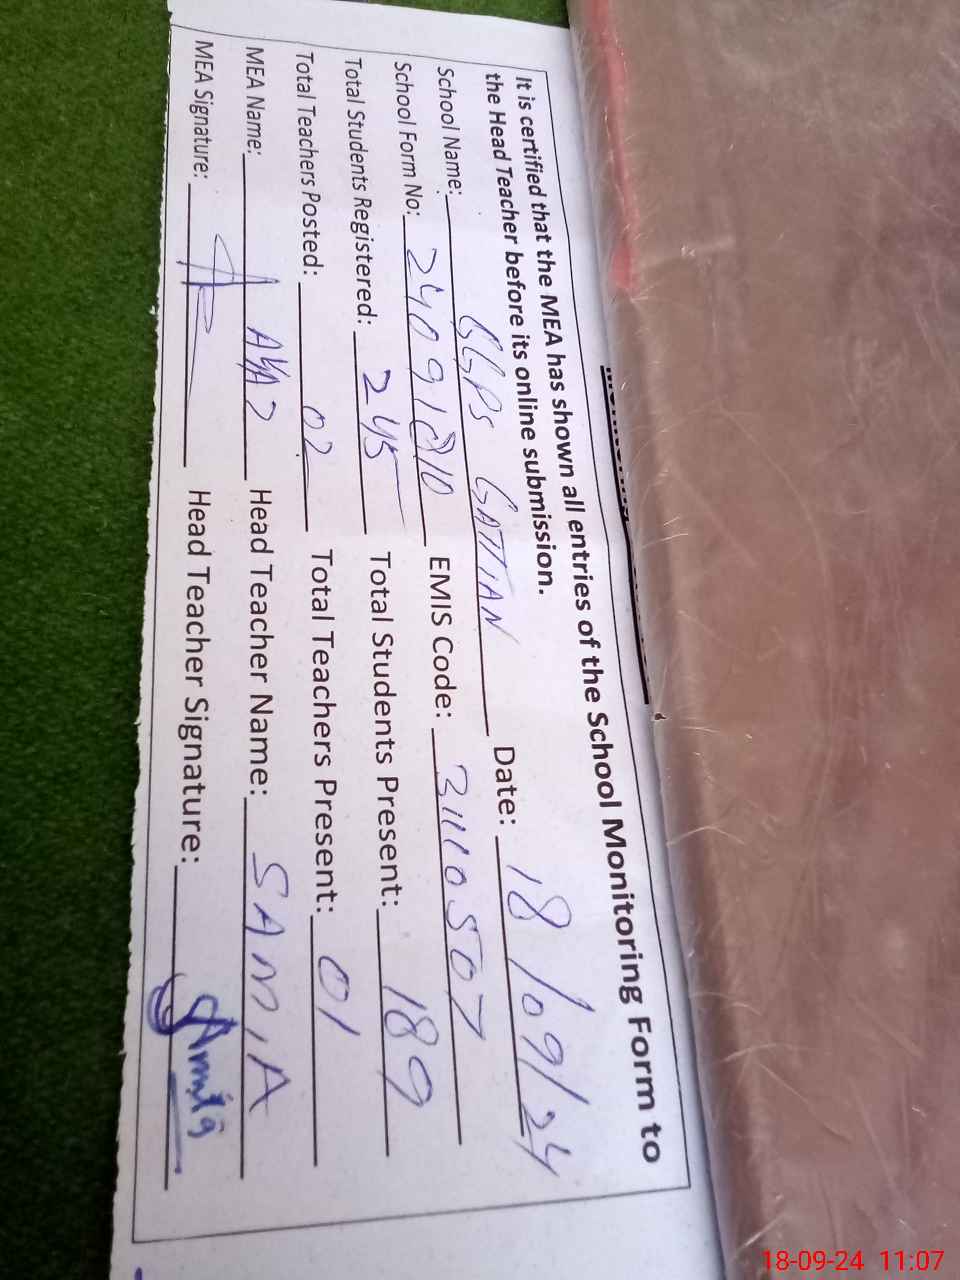 It is certified that the MEA has shown all entries of the School Monitoring Form to
the Head Teacher before its online submission.
School Name: GGPS GATTIAN Date: 18/09/24
School Form No: 24091010 EMIS Code: 31110507
Total Students Registered: 245 Total Students Present: 189
Total Teachers Posted: 02 Total Teachers Present: 01
MEA Name: Head Teacher Name: SAMIA
MEA Signature: Head Teacher Signature: Samia
18-09-24 11:07